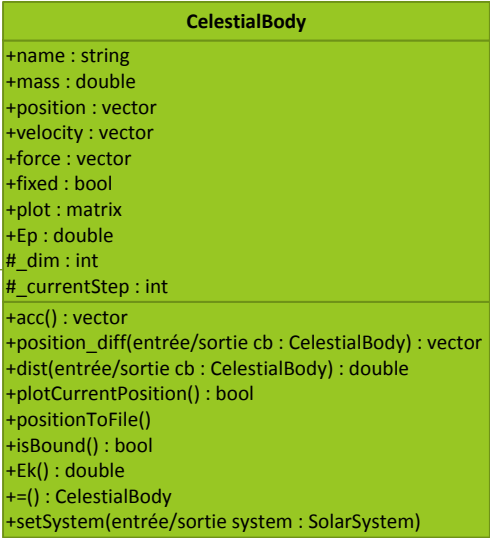 CelestialBody
+name : string
+mass : double
+position : vector
+velocity : vector
+force : vector
+fixed : bool
+plot : matrix
+Ep : double
#_dim : int
#_currentStep : int
+acc() : vector
+position_diff(entrée/sortie cb : CelestialBody) : vector
+dist(entrée/sortie cb : CelestialBody) : double
+plotCurrentPosition() : bool
+positionToFile()
+isBound() : bool
+Ek() : double
+=() : CelestialBody
+setSystem(entrée/sortie system : SolarSystem)